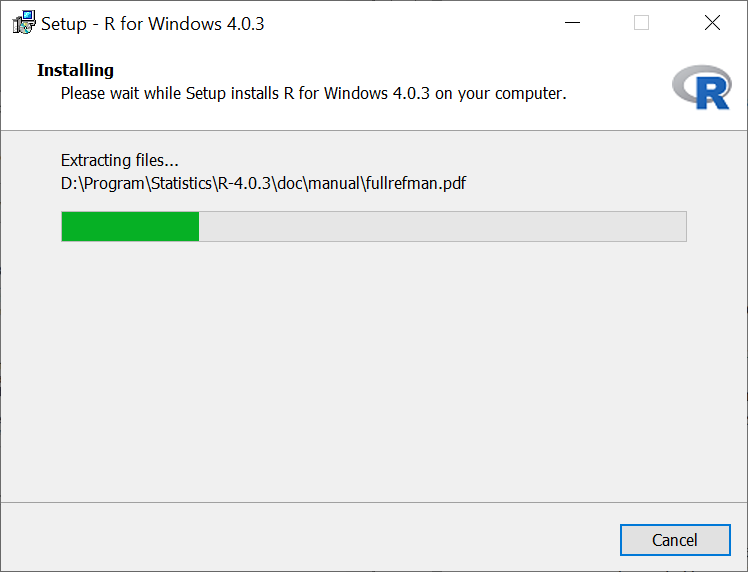 Setup - R for Windows 4.0.3
Installing
Please wait while Setup installs R for Windows 4.0.3 on your computer.
R
Extracting files...
D:\Program\Statistics\R-4.0.3\doc\manual\fullrefman.pdf
Cancel